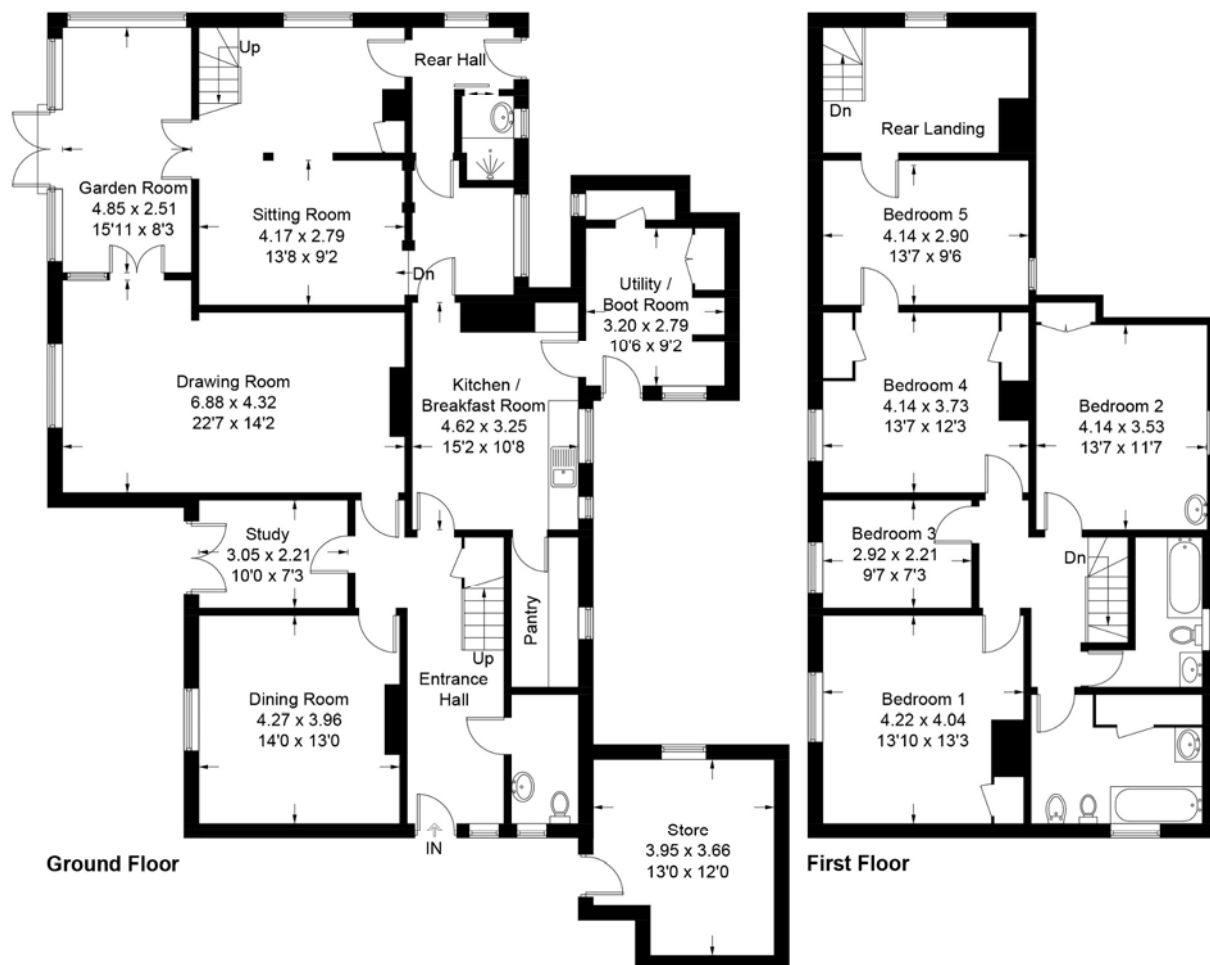 Up
Rear Hall
Garden Room
4.85 x 2.51
15'11 x 8'3
Sitting Room
4.17 x 2.79
13'8 x 9'2
Dn
Utility /
Boot Room
3.20 x 2.79
10'6 x 9'2
Drawing Room
6.88 x 4.32
22'7 x 14'2
Kitchen /
Breakfast Room
4.62 x 3.25
15'2 x 10'8
Study
3.05 x 2.21
10'0 x 7'3
Pantry
Up
Entrance
Hall
Dining Room
4.27 x 3.96
14'0 x 13'0
IN
Store
3.95 x 3.66
13'0 x 12'0
Ground Floor
Dn
Rear Landing
Bedroom 5
4.14 x 2.90
13'7 x 9'6
Bedroom 4
4.14 x 3.73
13'7 x 12'3
Bedroom 2
4.14 x 3.53
13'7 x 11'7
Bedroom 3
2.92 x 2.21
9'7 x 7'3
Dn
Bedroom 1
4.22 x 4.04
13'10 x 13'3
First Floor